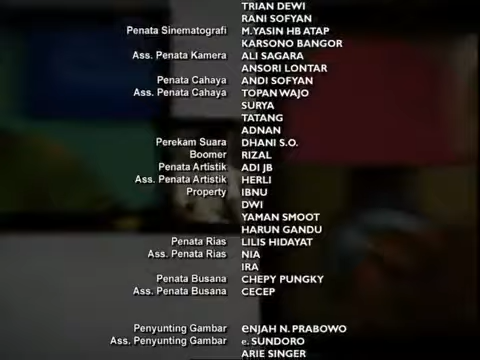 TRIAN DEWI
RANI SOFYAN
Penata Sinematografi M.YASIN HB ATAP
KARSONO BANGOR
Ass. Penata Kamera ALI SAGARA
ANSORI LONTAR
Penata Cahaya ANDI SOFYAN
Ass. Penata Cahaya TOPAN WAJO
SURYA
TATANG
ADNAN
Perekam Suara DHANI S.O.
Boomer RIZAL
Penata Artistik ADI JB
Ass. Penata Artistik HERLI
Property IBNU
DWI
YAMAN SMOOT
HARUN GANDU
Penata Rias LILIS HIDAYAT
Ass. Penata Rias NIA
IRA
Penata Busana CHEPY PUNGKY
Ass. Penata Busana CECEP
Penyunting Gambar eNJAH N. PRABOWO
Ass. Penyunting Gambar e. SUNDORO
ARIE SINGER